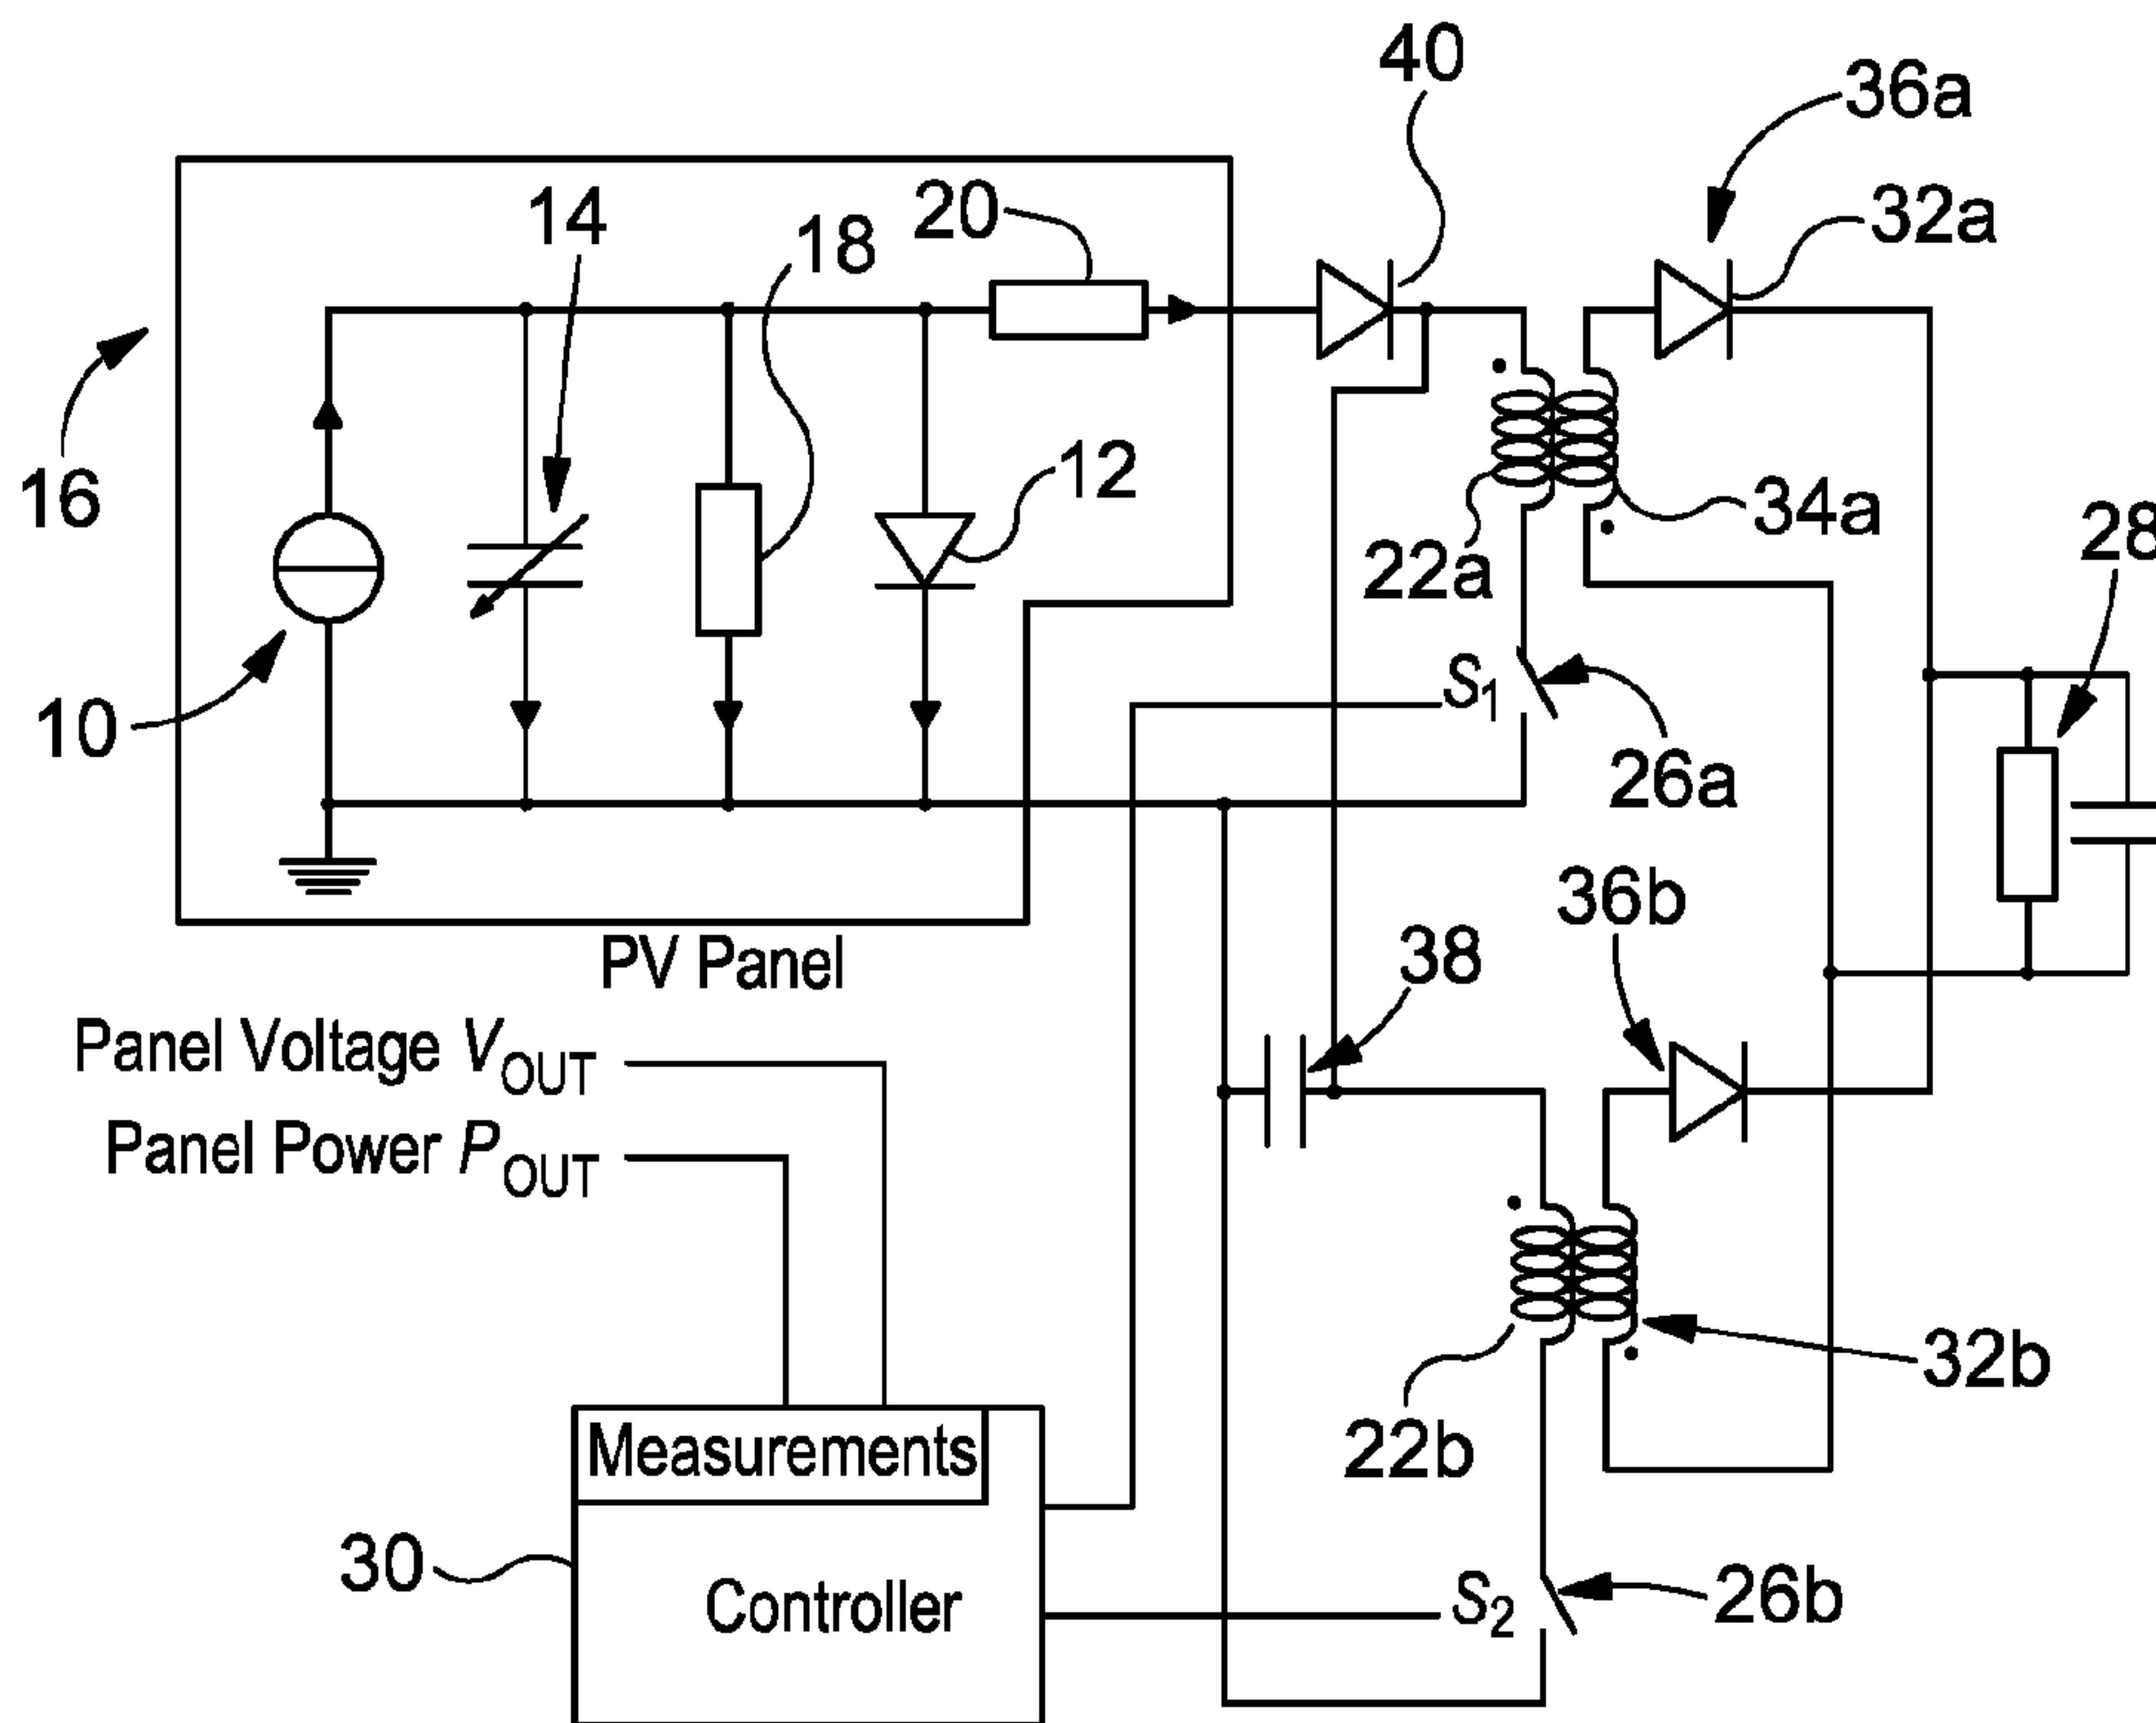 40
36a
14
20
18
32a
16
12
34a
22a
28
10
S1
26a
36b
PV Panel
38
Panel Voltage VOUT
Panel Power POUT
32b
22b
Measurements
30
Controller
S2
26b